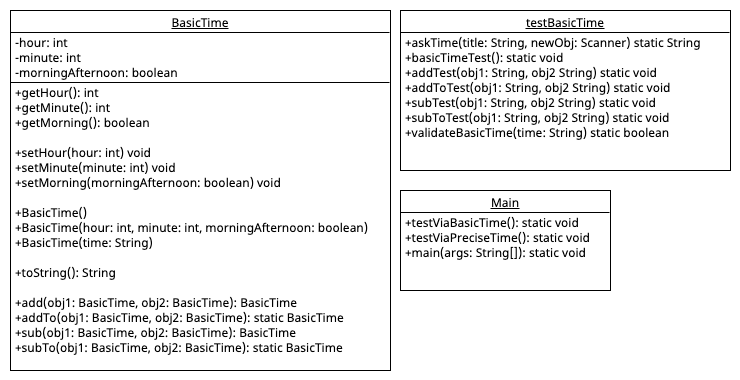 BasicTime
-hour: int
-minute: int
-morningAfternoon: boolean
+getHour(): int
+getMinute(): int
+getMorning(): boolean
+setHour(hour: int) void
+setMinute(minute: int) void
+setMorning(morningAfternoon: boolean) void
+BasicTime()
+BasicTime(hour: int, minute: int, morningAfternoon: boolean)
+BasicTime(time: String)
+toString(): String
+add(obj1: BasicTime, obj2: BasicTime): BasicTime
+addTo(obj1: BasicTime, obj2: BasicTime): static BasicTime
+sub(obj1: BasicTime, obj2: BasicTime): BasicTime
+subTo(obj1: BasicTime, obj2: BasicTime): static BasicTime
testBasicTime
+askTime(title: String, newObj: Scanner) static String
+basicTimeTest(): static void
+addTest(obj1: String, obj2 String) static void
+addToTest(obj1: String, obj2 String) static void
+subTest(obj1: String, obj2 String) static void
+subToTest(obj1: String, obj2 String) static void
+validateBasicTime(time: String) static boolean
Main
+testViaBasicTime(): static void
+testViaPreciseTime(): static void
+main(args: String[]): static void